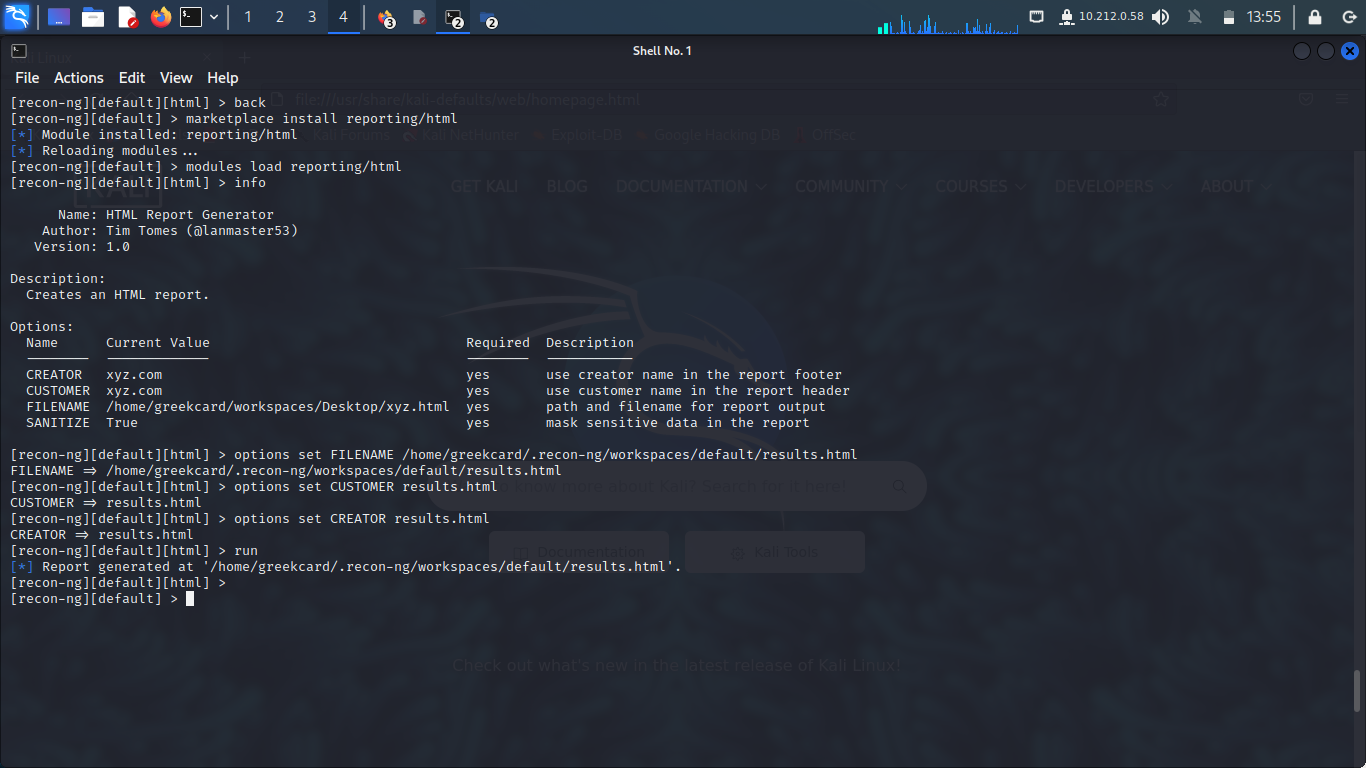 1 2 3 4 3 2 2 10.212.0.58 13:55
Shell No. 1
Kali Linux
File Actions Edit View Help
[recon-ng][default][html] > back
file:///usr/share/kali-defaults/web/homepage.html
[recon-ng][default] > marketplace install reporting/html
[*] Module installed: reporting/html
Kali Forums Kali NetHunter Exploit-DB Google Hacking DB OffSec
[*] Reloading modules...
[recon-ng][default] > modules load reporting/html
[recon-ng][default][html] > info
GET KALI BLOG DOCUMENTATION COMMUNITY COURSES DEVELOPERS ABOUT
Name: HTML Report Generator
Author: Tim Tomes (@lanmaster53)
Version: 1.0
Description:
Creates an HTML report.
Options:
Name Current Value Required Description
CREATOR xyz.com yes use creator name in the report footer
CUSTOMER xyz.com yes use customer name in the report header
FILENAME /home/greekcard/workspaces/Desktop/xyz.html yes path and filename for report output
SANITIZE True yes mask sensitive data in the report
[recon-ng][default][html] > options set FILENAME /home/greekcard/.recon-ng/workspaces/default/results.html
FILENAME => /home/greekcard/.recon-ng/workspaces/default/results.html
[recon-ng][default][html] > options set CUSTOMER results.html
know more about Kali? Search for it here!
CUSTOMER => results.html
[recon-ng][default][html] > options set CREATOR results.html
CREATOR => results.html
[recon-ng][default][html] > run
Documentation Kali Tools
[*] Report generated at '/home/greekcard/.recon-ng/workspaces/default/results.html'.
[recon-ng][default][html] >
[recon-ng][default] >
Check out what's new in the latest release of Kali Linux!